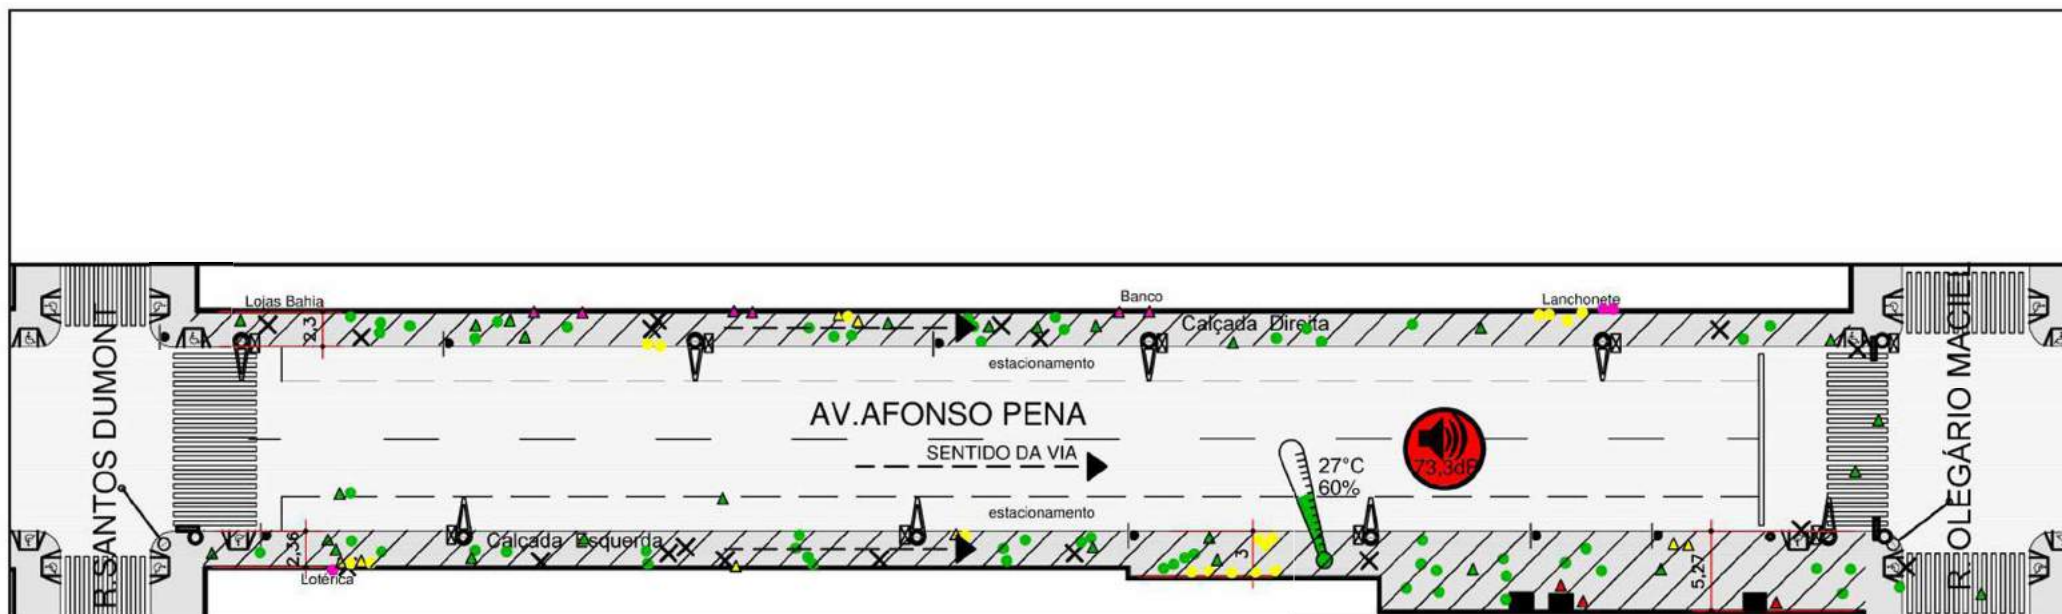 Lojas Bahia
Banco
Lanchonete
2,3
Calçada Direita
estacionamento
R.SANTOS DUMONT
AV.AFONSO PENA
SENTIDO DA VIA
27°C
60%
73,3dB
R. OLEGÁRIO MACIEL
estacionamento
2,36
Calçada Esquerda
3
5,27
Lotérica